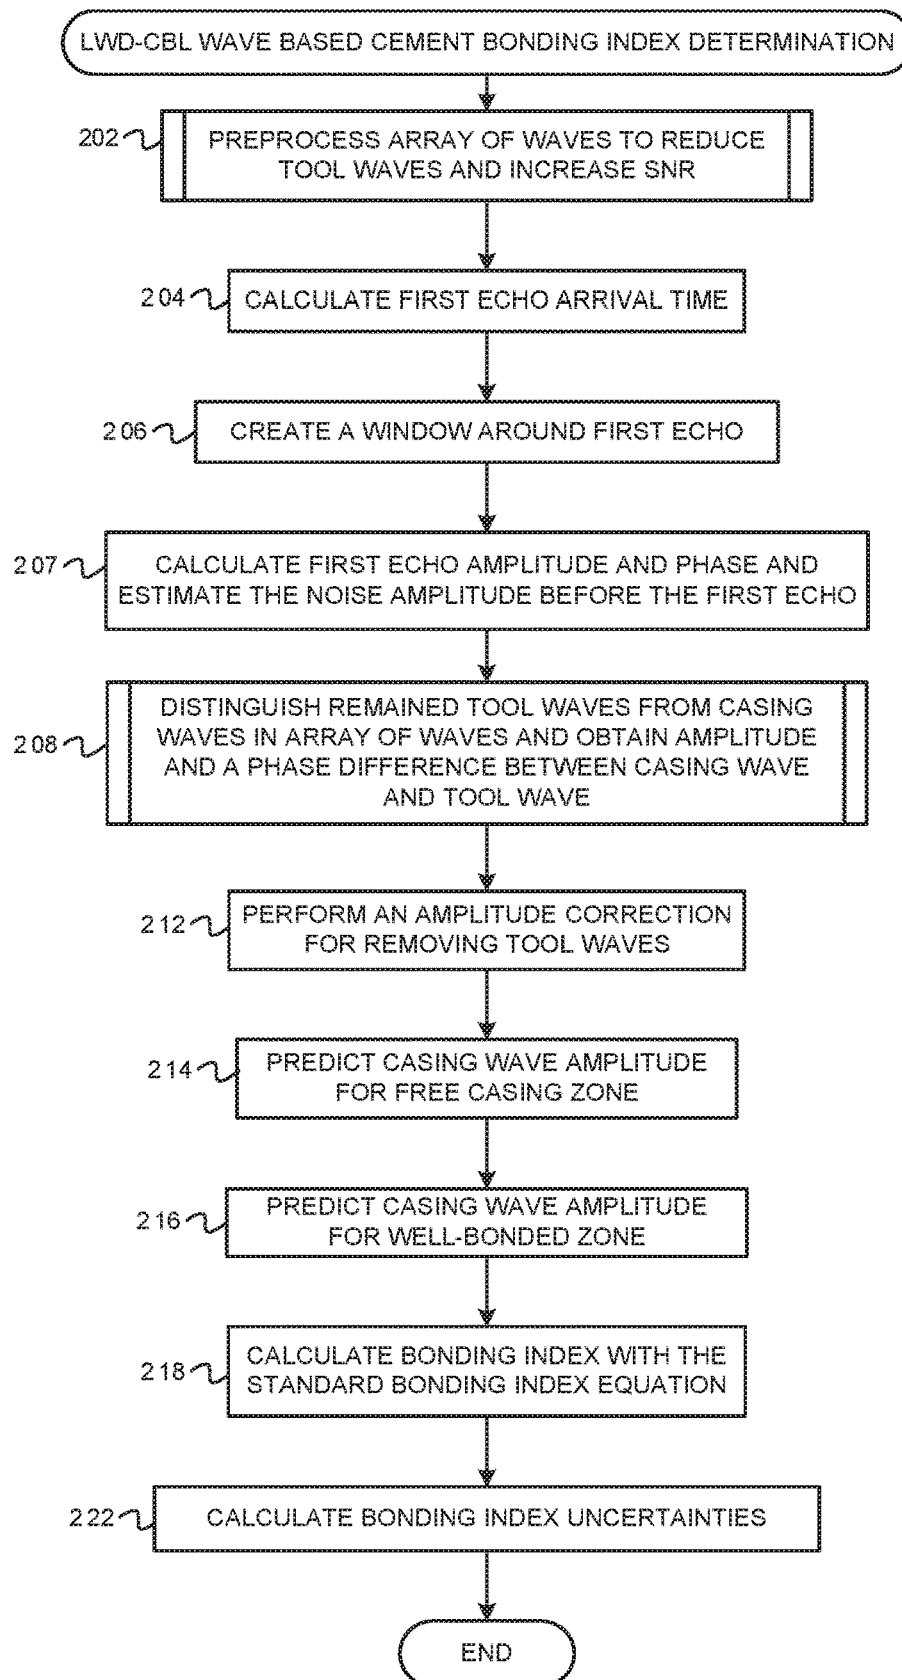 LWD-CBL WAVE BASED CEMENT BONDING INDEX DETERMINATION
202
PREPROCESS ARRAY OF WAVES TO REDUCE
TOOL WAVES AND INCREASE SNR
204
CALCULATE FIRST ECHO ARRIVAL TIME
206
CREATE A WINDOW AROUND FIRST ECHO
207
CALCULATE FIRST ECHO AMPLITUDE AND PHASE AND
ESTIMATE THE NOISE AMPLITUDE BEFORE THE FIRST ECHO
208
DISTINGUISH REMAINED TOOL WAVES FROM CASING
WAVES IN ARRAY OF WAVES AND OBTAIN AMPLITUDE
AND A PHASE DIFFERENCE BETWEEN CASING WAVE
AND TOOL WAVE
212
PERFORM AN AMPLITUDE CORRECTION
FOR REMOVING TOOL WAVES
214
PREDICT CASING WAVE AMPLITUDE
FOR FREE CASING ZONE
216
PREDICT CASING WAVE AMPLITUDE
FOR WELL-BONDED ZONE
218
CALCULATE BONDING INDEX WITH THE
STANDARD BONDING INDEX EQUATION
222
CALCULATE BONDING INDEX UNCERTAINTIES
END